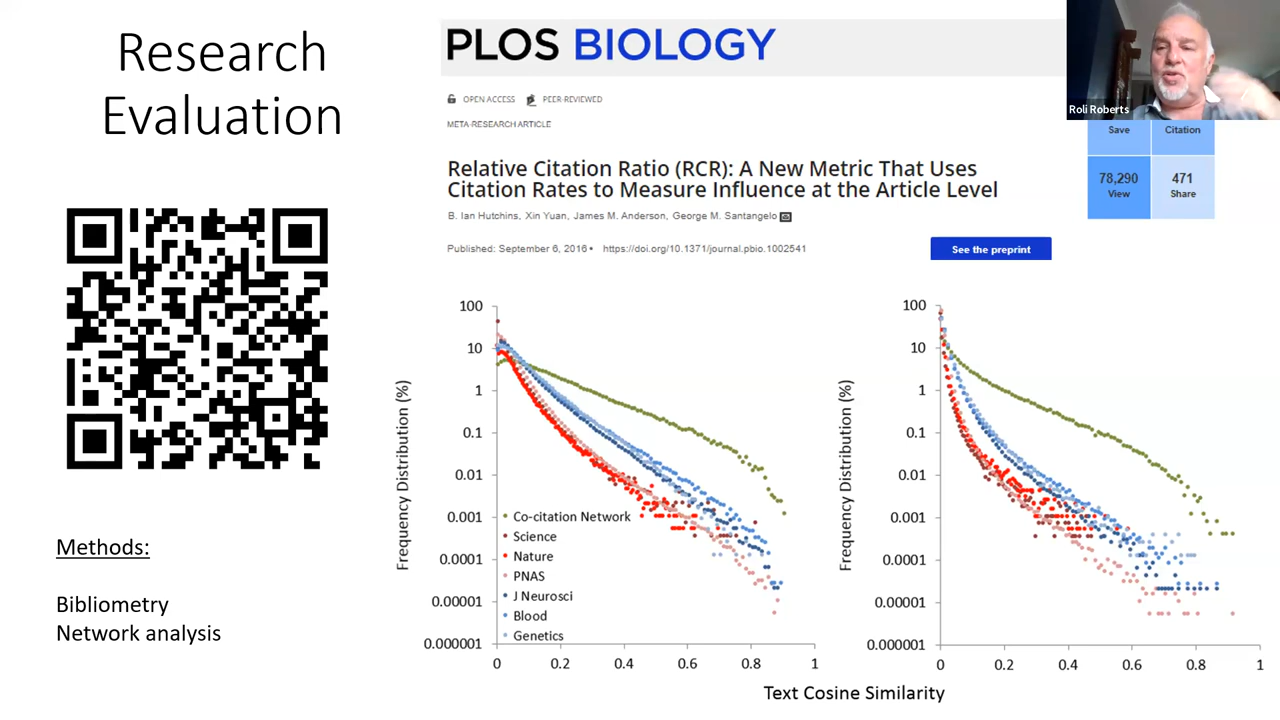 Research
Evaluation
PLOS BIOLOGY
OPEN ACCESS PEER-REVIEWED
META-RESEARCH ARTICLE
Relative Citation Ratio (RCR): A New Metric That Uses
Citation Rates to Measure Influence at the Article Level
B. Ian Hutchins, Xin Yuan, James M. Anderson, George M. Santangelo
Published: September 6, 2016 • https://doi.org/10.1371/journal.pbio.1002541
See the preprint
Roli Roberts
Save Citation
78,290 471
View Share
Methods:
Bibliometry
Network analysis
Frequency Distribution (%)
100
10
1
0.1
0.01
0.001
0.0001
0.00001
0.000001
Co-citation Network
Science
Nature
PNAS
J Neurosci
Blood
Genetics
0 0.2 0.4 0.6 0.8 1
Frequency Distribution (%)
100
10
1
0.1
0.01
0.001
0.0001
0.00001
0.000001
0 0.2 0.4 0.6 0.8 1
Text Cosine Similarity